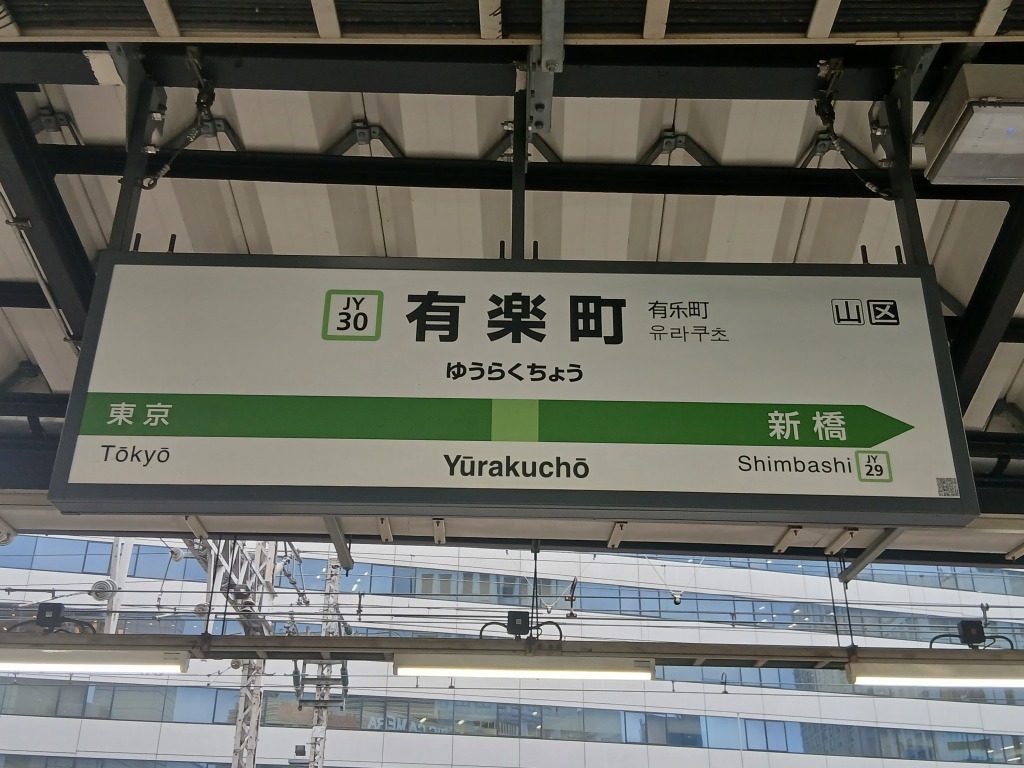 JY
30
有楽町
有乐町
유라쿠초
山 区
ゆうらくちょう
東京
新橋
Tōkyō
Yūrakuchō
Shimbashi
JY
29